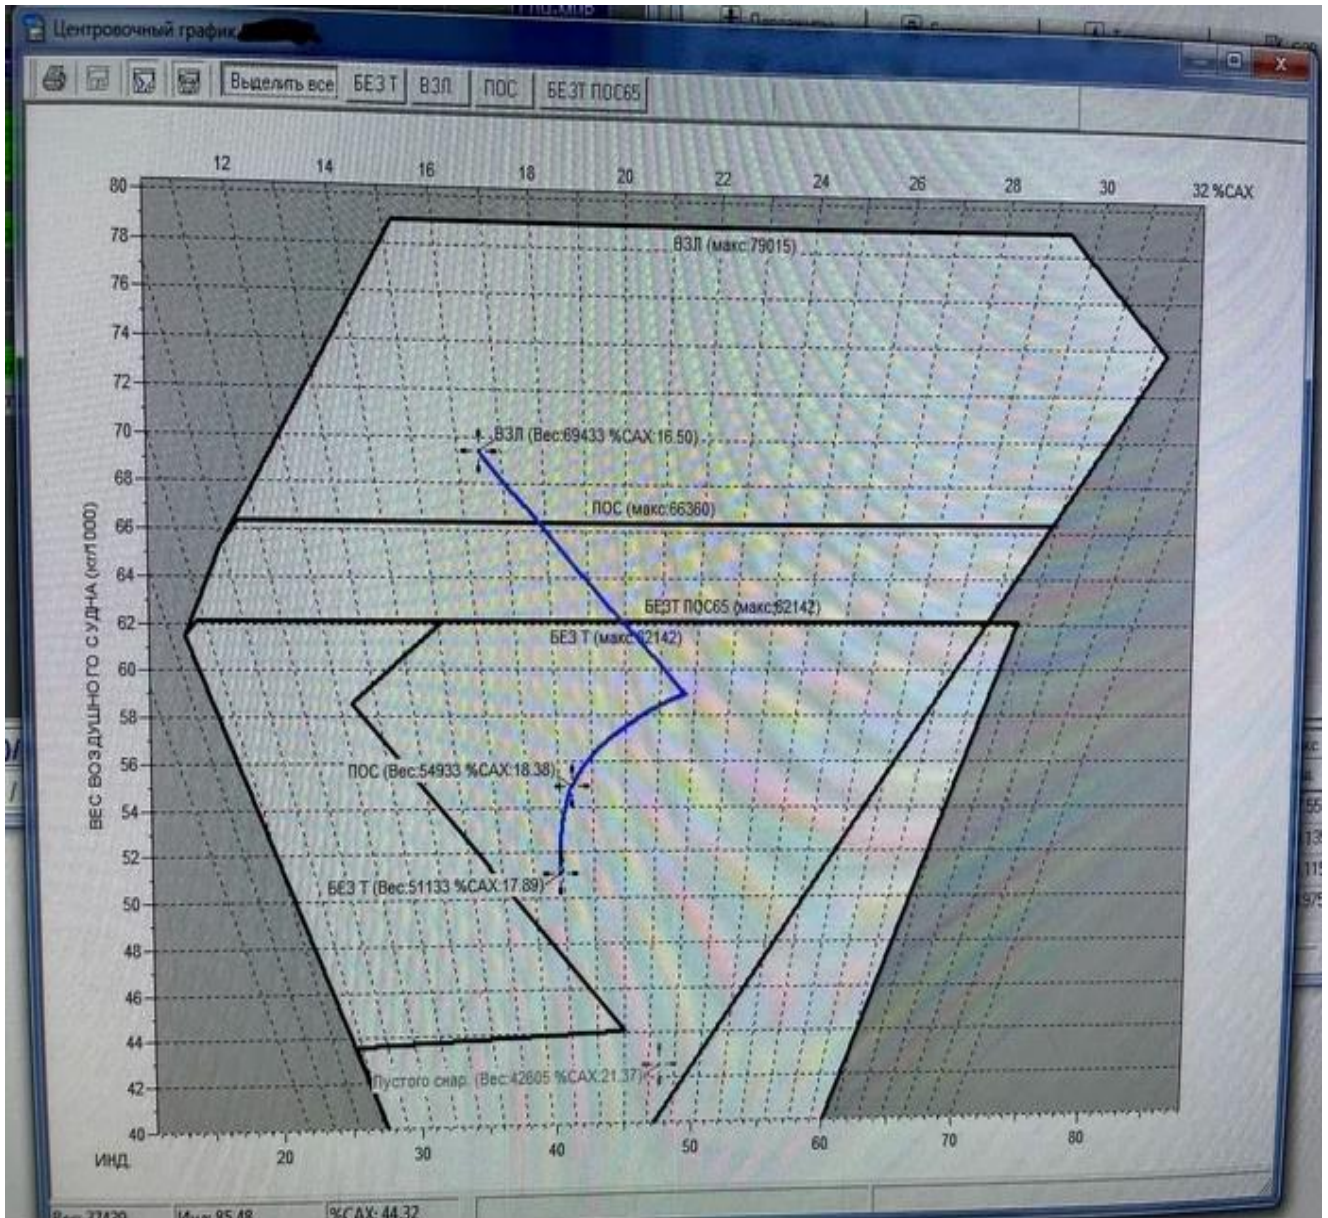 Центровочный график
Выделить все БЕЗ Т ВЗЛ ПОС БЕЗТ ПОС65
12 14 16 18 20 22 24 26 28 30 32 %САХ
80
78
ВЗЛ (макс:79015)
76
74
72
70
ВЗЛ (Вес:69433 %САХ:16.50)
68
ПОС (макс:66360)
66
64
БЕЗТ ПОС65 (макс:62142)
62
БЕЗ Т (макс:62142)
60
58
56
ПОС (Вес:54933 %САХ:18.38)
54
52
БЕЗ Т (Вес:51133 %САХ:17.89)
50
48
46
44
Пустого снар. (Вес:42605 %САХ:21.37)
42
40
ВЕС ВОЗДУШНОГО СУДНА (кг/1000)
ИНД. 20 30 40 50 60 70 80
Инд: 85.48 %САХ: 44.32